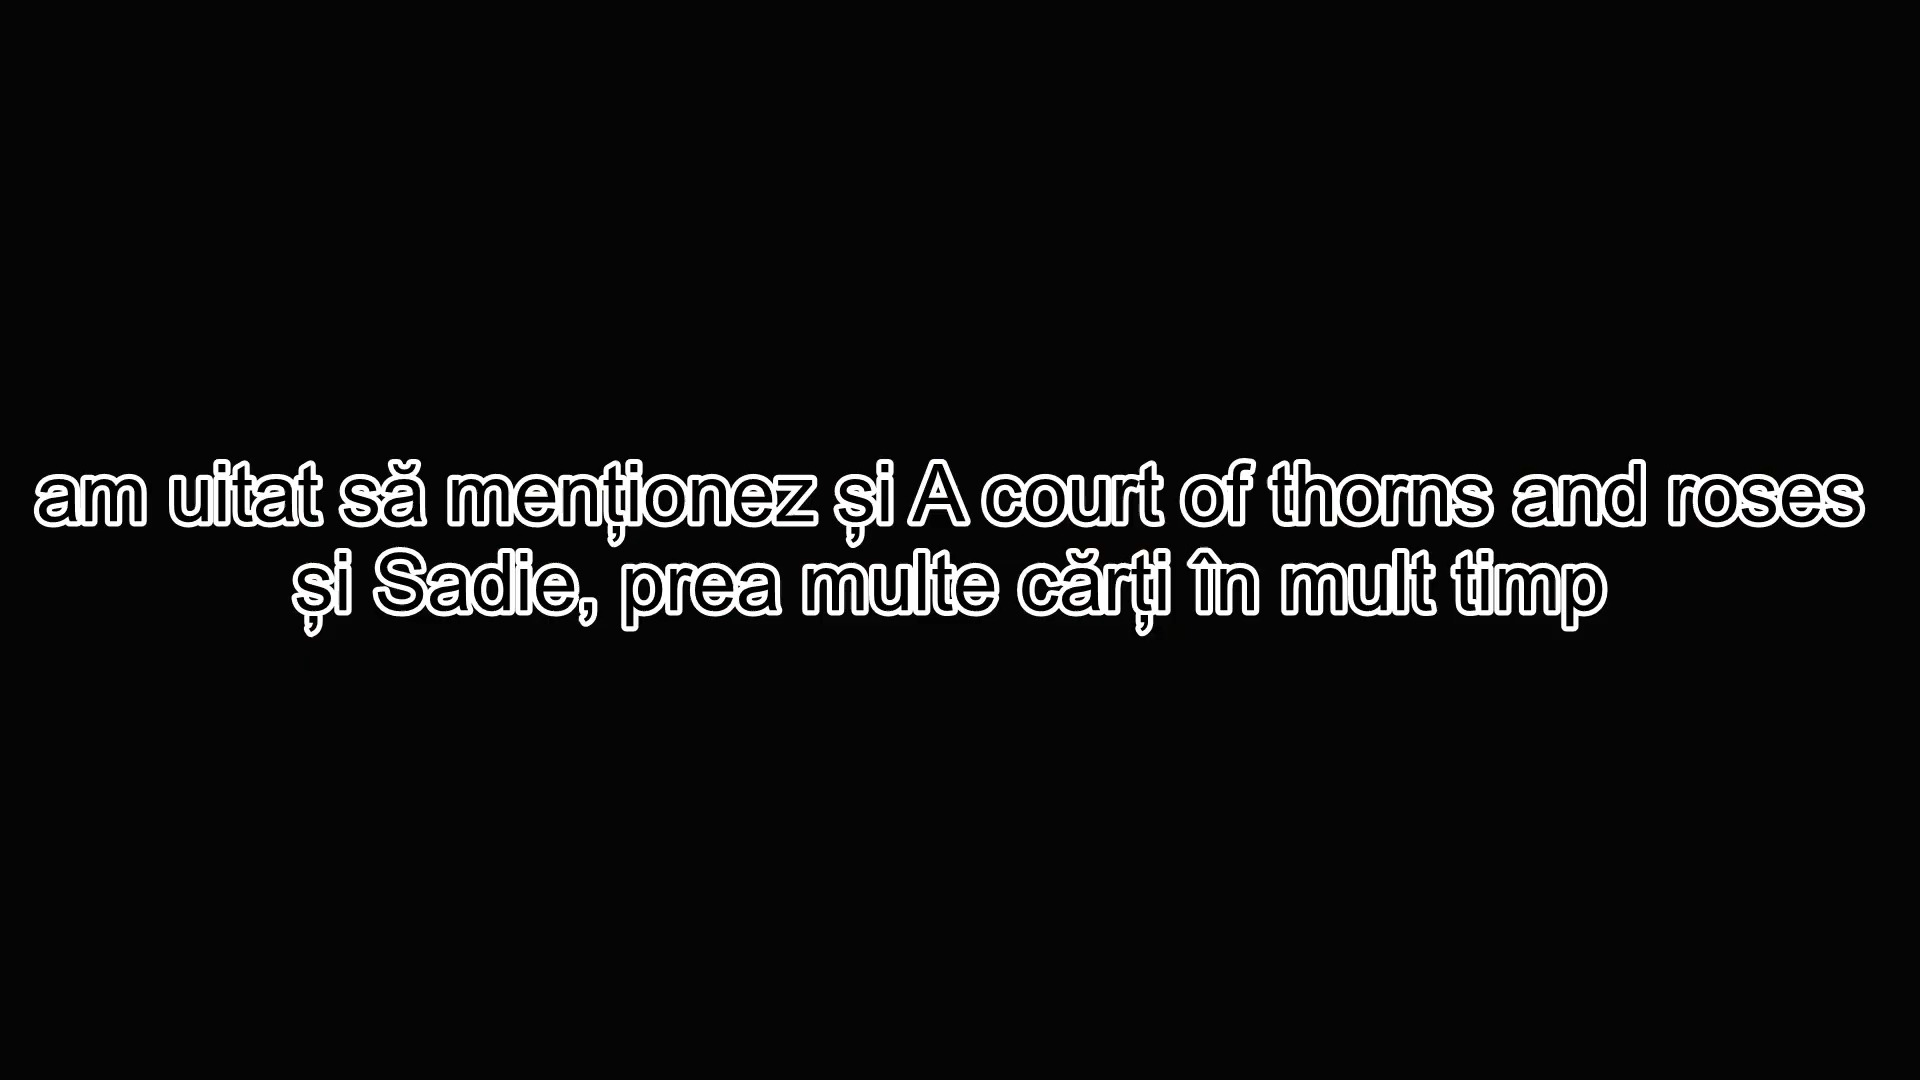 am uitat să menționez și A court of thorns and roses
și Sadie, prea multe cărți în mult timp